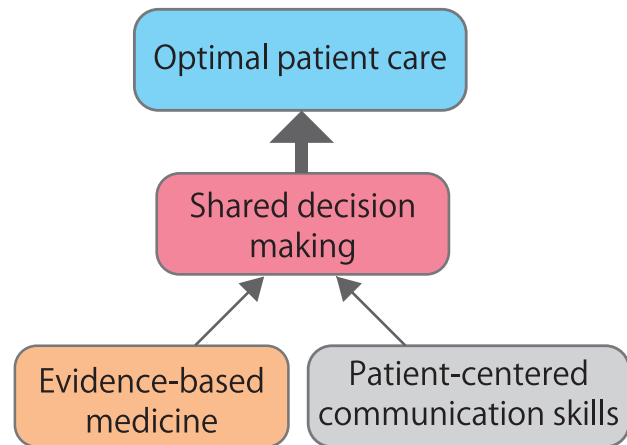 Optimal patient care
Shared decision
making
Evidence-based
medicine
Patient-centered
communication skills